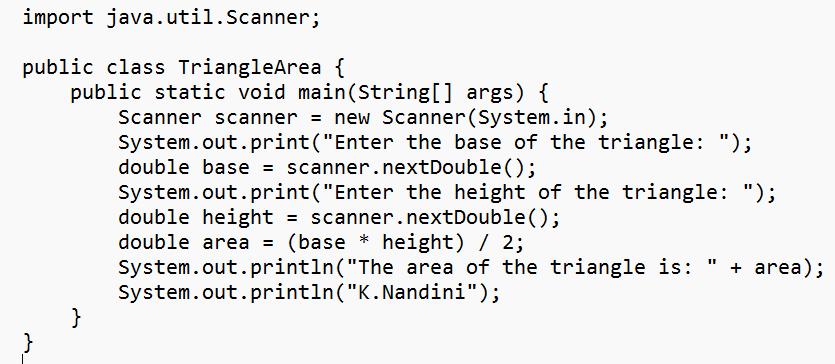 import java.util.Scanner;

public class TriangleArea {
    public static void main(String[] args) {
        Scanner scanner = new Scanner(System.in);
        System.out.print("Enter the base of the triangle: ");
        double base = scanner.nextDouble();
        System.out.print("Enter the height of the triangle: ");
        double height = scanner.nextDouble();
        double area = (base * height) / 2;
        System.out.println("The area of the triangle is: " + area);
        System.out.println("K.Nandini");
    }
}